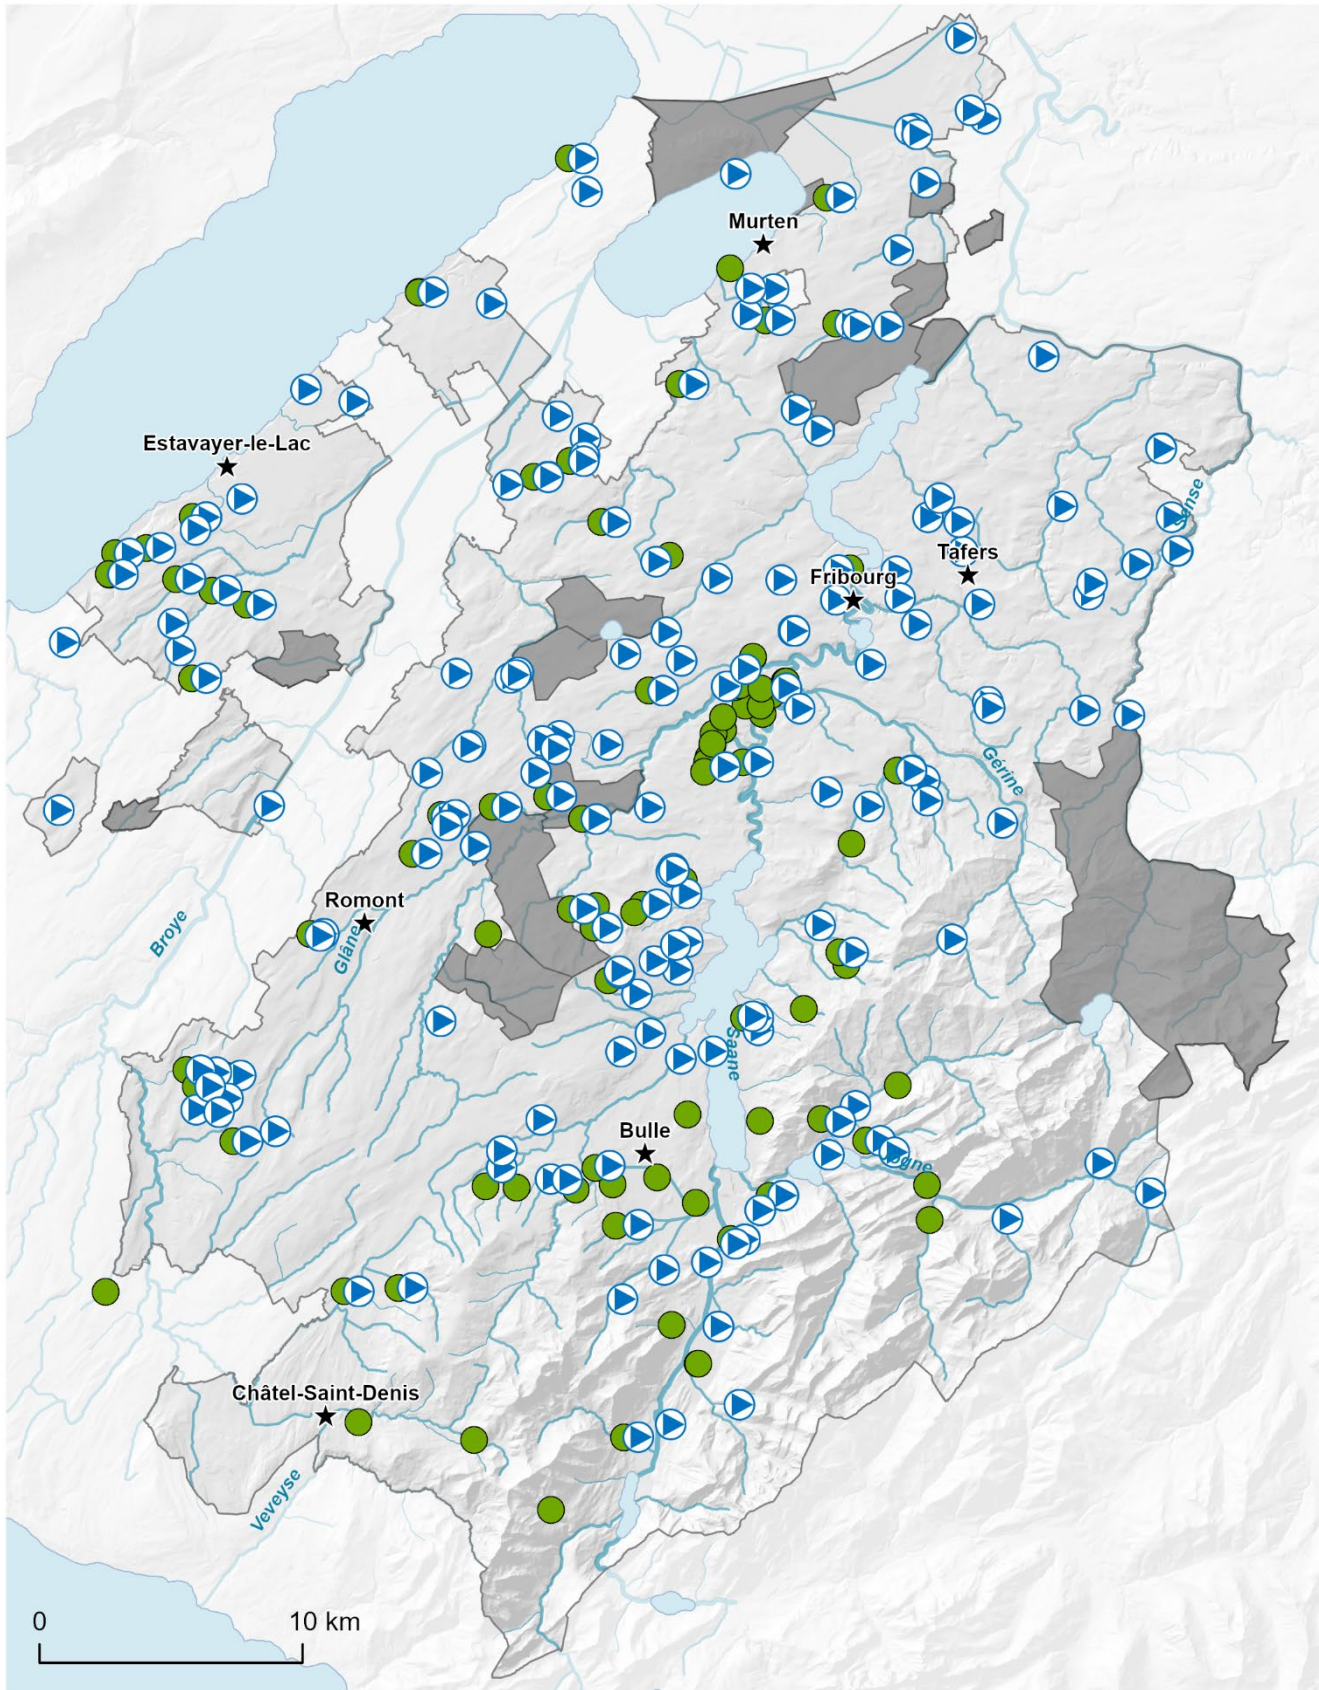 Murten
Estavayer-le-Lac
Sense
Tafers
Fribourg
Gérine
Romont
Broye
Glâne
Saane
Bulle
Jogne
Châtel-Saint-Denis
Veveyse
0
10 km